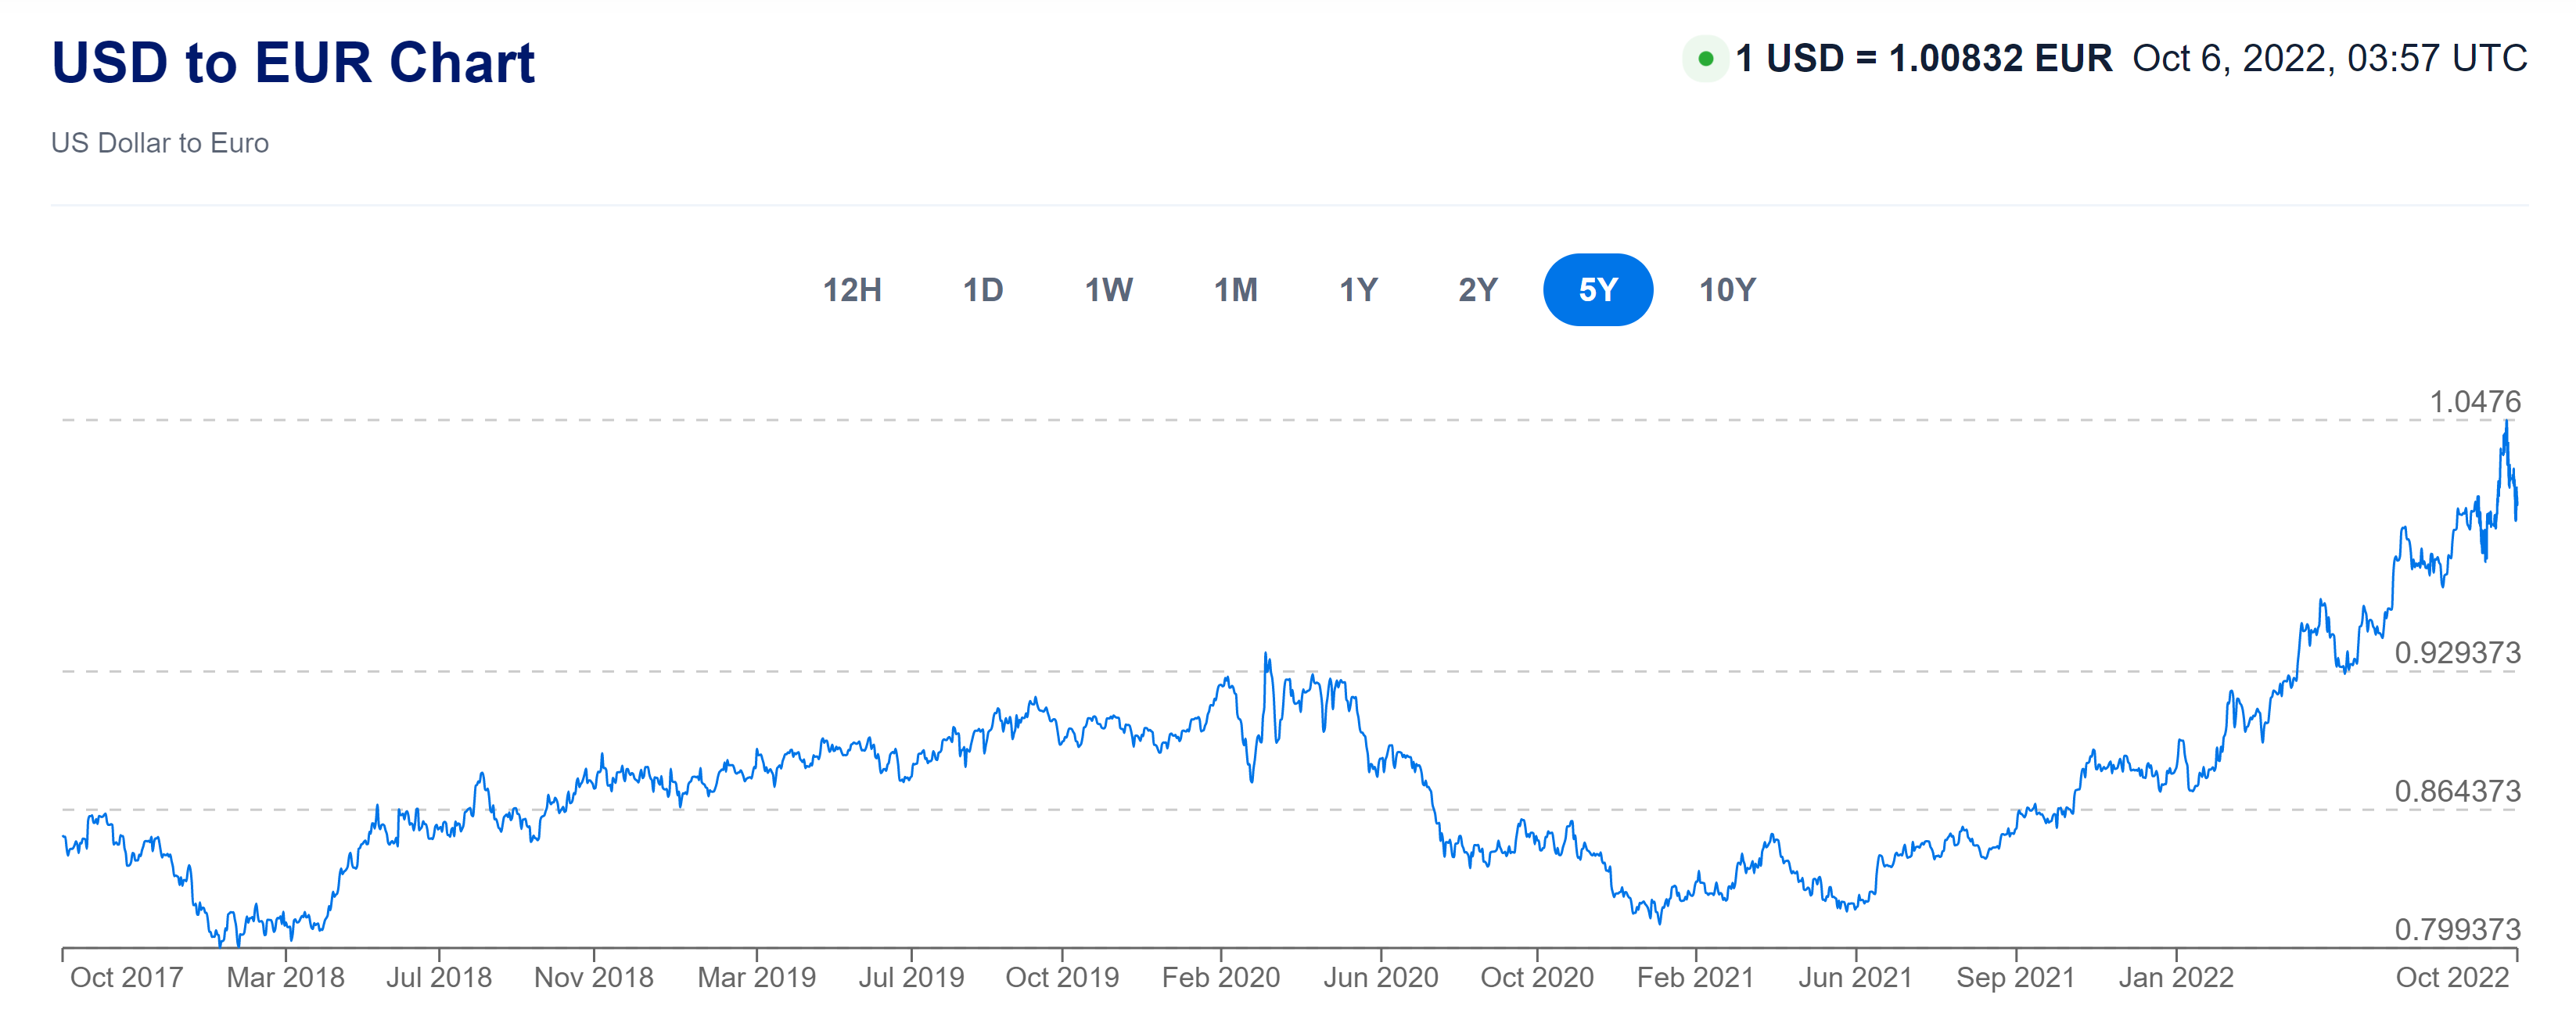 USD to EUR Chart
1 USD = 1.00832 EUR Oct 6, 2022, 03:57 UTC
US Dollar to Euro
12H 1D 1W 1M 1Y 2Y 5Y 10Y
1.0476
0.929373
0.864373
0.799373
Oct 2017 Mar 2018 Jul 2018 Nov 2018 Mar 2019 Jul 2019 Oct 2019 Feb 2020 Jun 2020 Oct 2020 Feb 2021 Jun 2021 Sep 2021 Jan 2022 Oct 2022